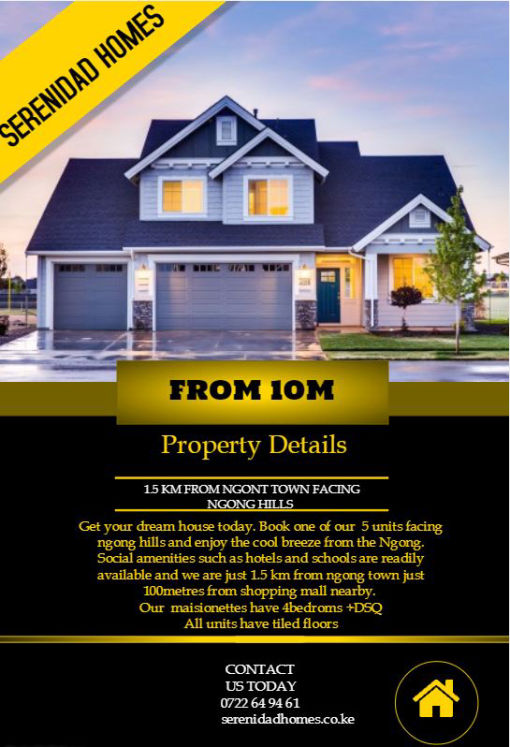 SERENIDAD HOMES
FROM 10M
Property Details
1.5 KM FROM NGONT TOWN FACING
NGONG HILLS
Get your dream house today. Book one of our 5 units facing
ngong hills and enjoy the cool breeze from the Ngong.
Social amenities such as hotels and schools are readily
available and we are just 1.5 km from ngong town just
100metres from shopping mall nearby.
Our maisionettes have 4bedroms +DSQ
All units have tiled floors
CONTACT
US TODAY
0722 64 94 61
serenidadhomes.co.ke